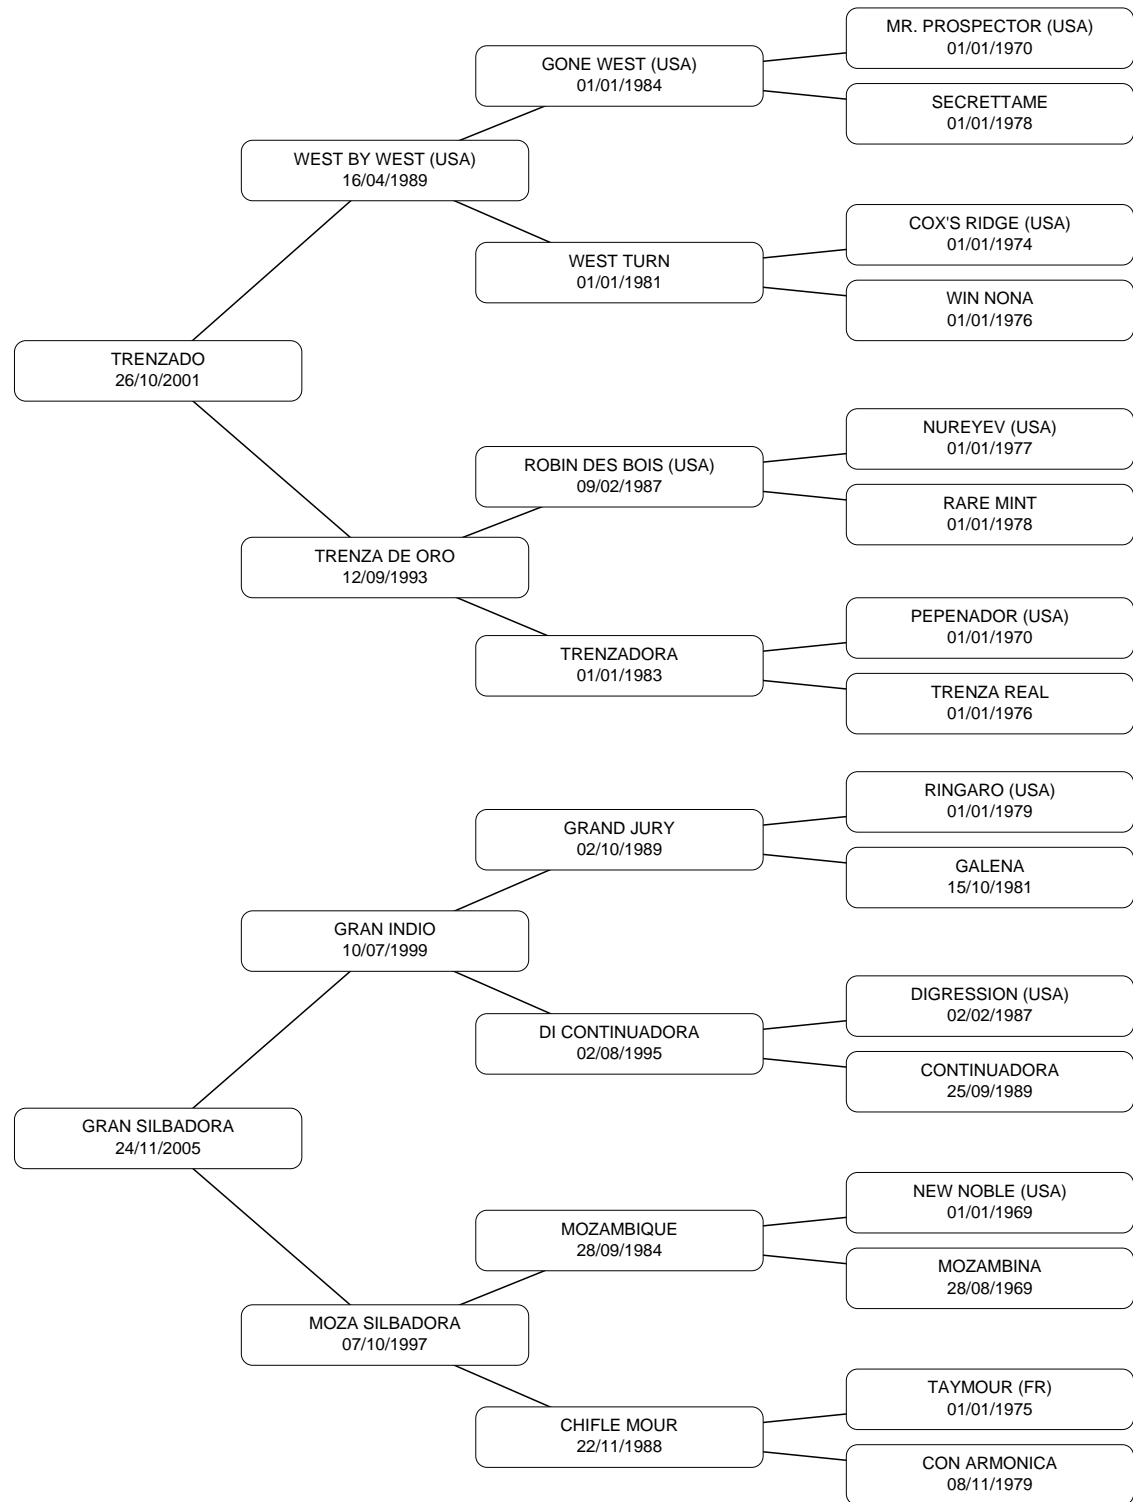 MR. PROSPECTOR (USA)
01/01/1970
GONE WEST (USA)
01/01/1984
SECRETTAME
01/01/1978
WEST BY WEST (USA)
16/04/1989
COX'S RIDGE (USA)
01/01/1974
WEST TURN
01/01/1981
WIN NONA
01/01/1976
TRENZADO
26/10/2001
NUREYEV (USA)
01/01/1977
ROBIN DES BOIS (USA)
09/02/1987
RARE MINT
01/01/1978
TRENZA DE ORO
12/09/1993
PEPENADOR (USA)
01/01/1970
TRENZADORA
01/01/1983
TRENZA REAL
01/01/1976
RINGARO (USA)
01/01/1979
GRAND JURY
02/10/1989
GALENA
15/10/1981
GRAN INDIO
10/07/1999
DIGRESSION (USA)
02/02/1987
DI CONTINUADORA
02/08/1995
CONTINUADORA
25/09/1989
GRAN SILBADORA
24/11/2005
NEW NOBLE (USA)
01/01/1969
MOZAMBIQUE
28/09/1984
MOZAMBINA
28/08/1969
MOZA SILBADORA
07/10/1997
TAYMOUR (FR)
01/01/1975
CHIFLE MOUR
22/11/1988
CON ARMONICA
08/11/1979